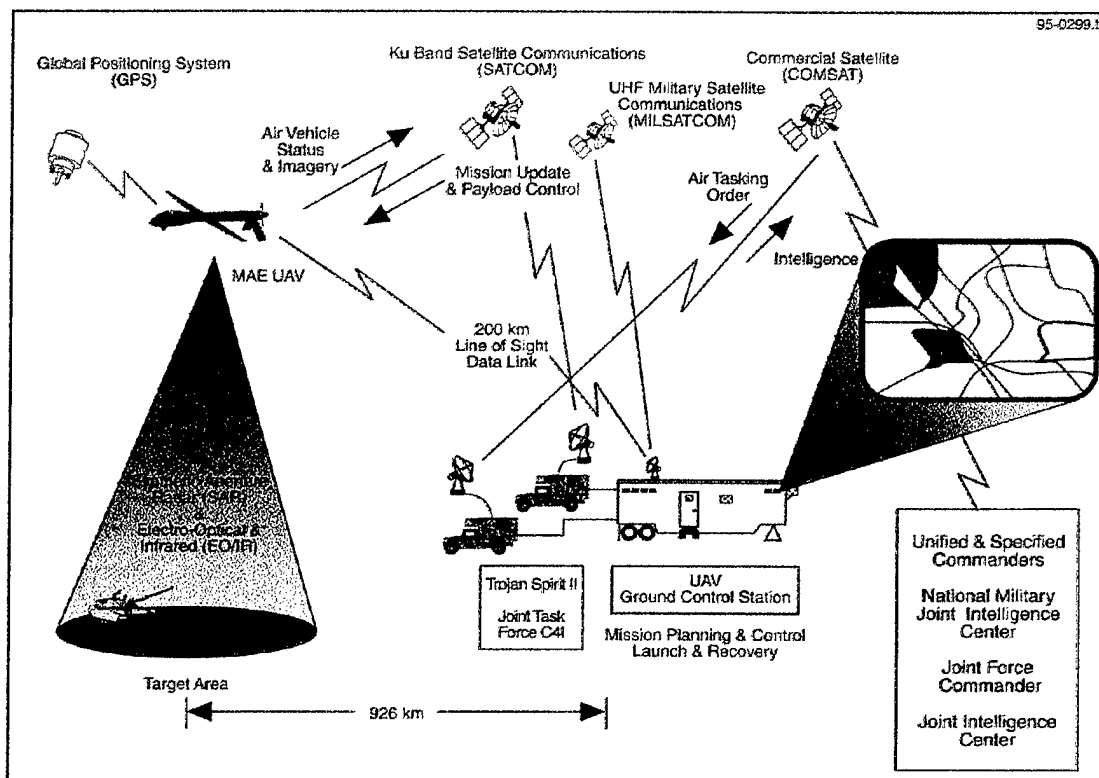 95-0299.
Global Positioning System
(GPS)
Ku Band Satellite Communications
(SATCOM)
UHF Military Satellite
Communications
(MILSATCOM)
Commercial Satellite
(COMSAT)
Air Vehicle
Status
& Imagery
Mission Update
& Payload Control
Air Tasking
Order
Intelligence
MAE UAV
200 km
Line of Sight
Data Link
Aperture
Radar (SAR)
&
Electro-Optical &
Infrared (EO/IR)
Target Area
926 km
Trojan Spirit II
Joint Task
Force C4I
UAV
Ground Control Station
Mission Planning & Control
Launch & Recovery
Unified & Specified
Commanders
National Military
Joint Intelligence
Center
Joint Force
Commander
Joint Intelligence
Center